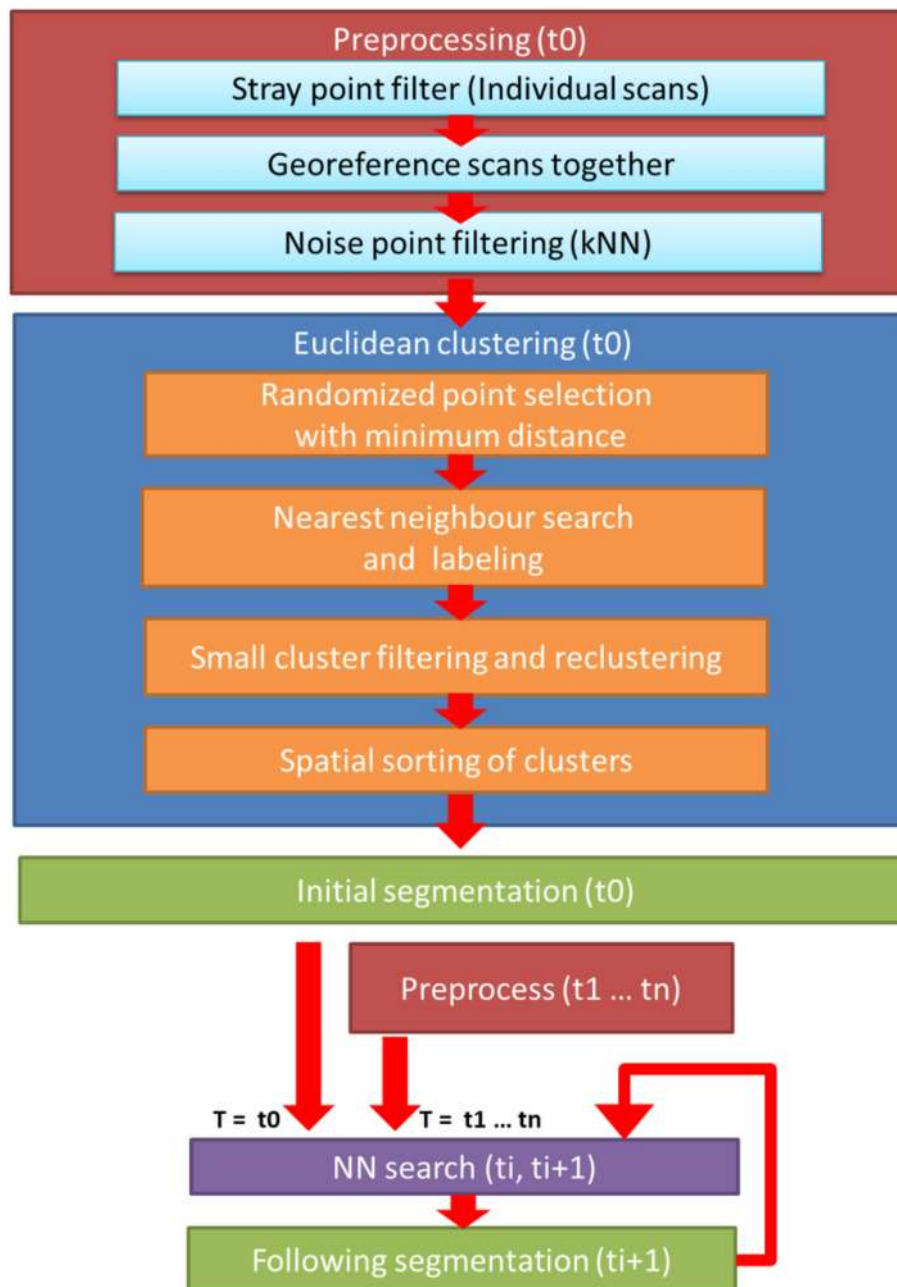 Preprocessing (t0)
Stray point filter (Individual scans)
Georeference scans together
Noise point filtering (kNN)
Euclidean clustering (t0)
Randomized point selection
with minimum distance
Nearest neighbour search
and labeling
Small cluster filtering and reclustering
Spatial sorting of clusters
Initial segmentation (t0)
Preprocess (t1 ... tn)
T = t0
T = t1 ... tn
NN search (ti, ti+1)
Following segmentation (ti+1)